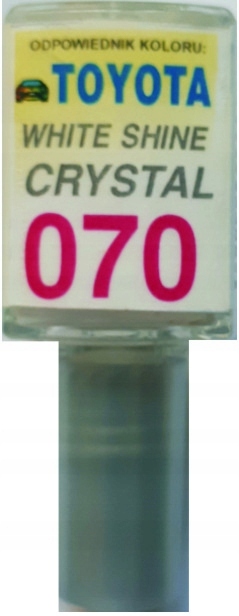 ODPOWIEDNIK KOLORU:
TOYOTA
WHITE SHINE
CRYSTAL
070